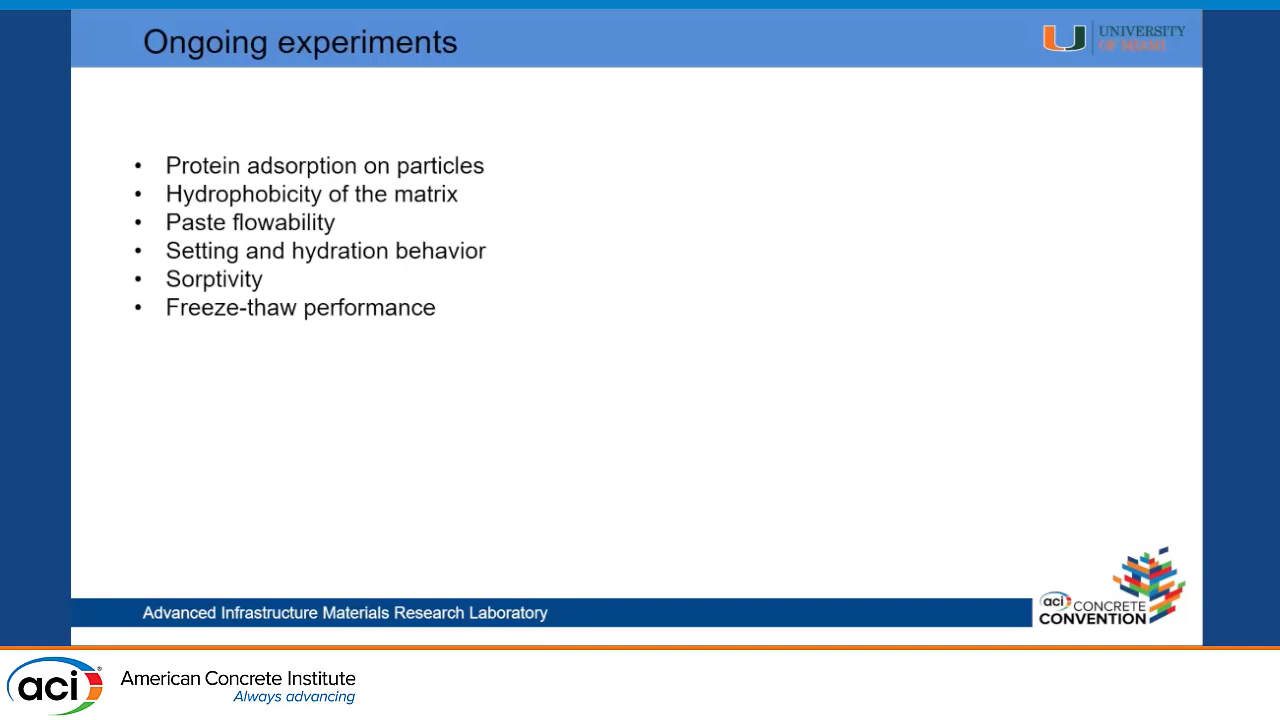 Ongoing experiments
UNIVERSITY
OF MIAMI
• Protein adsorption on particles
• Hydrophobicity of the matrix
• Paste flowability
• Setting and hydration behavior
• Sorptivity
• Freeze-thaw performance
Advanced Infrastructure Materials Research Laboratory
aci CONCRETE
CONVENTION
aci®
American Concrete Institute
Always advancing